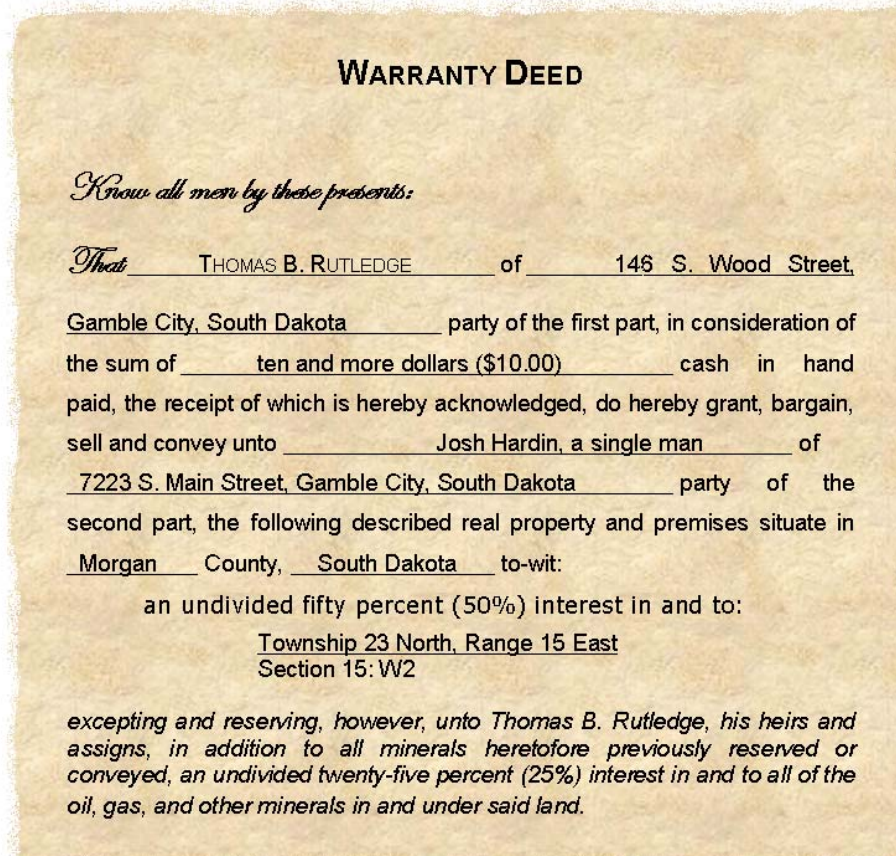 WARRANTY DEED
Know all men by these presents:
That THOMAS B. RUTLEDGE of 146 S. Wood Street,
Gamble City, South Dakota party of the first part, in consideration of
the sum of ten and more dollars ($10.00) cash in hand
paid, the receipt of which is hereby acknowledged, do hereby grant, bargain,
sell and convey unto Josh Hardin, a single man of
7223 S. Main Street, Gamble City, South Dakota party of the
second part, the following described real property and premises situate in
Morgan County, South Dakota to-wit:
an undivided fifty percent (50%) interest in and to:
Township 23 North, Range 15 East
Section 15: W2
excepting and reserving, however, unto Thomas B. Rutledge, his heirs and
assigns, in addition to all minerals heretofore previously reserved or
conveyed, an undivided twenty-five percent (25%) interest in and to all of the
oil, gas, and other minerals in and under said land.